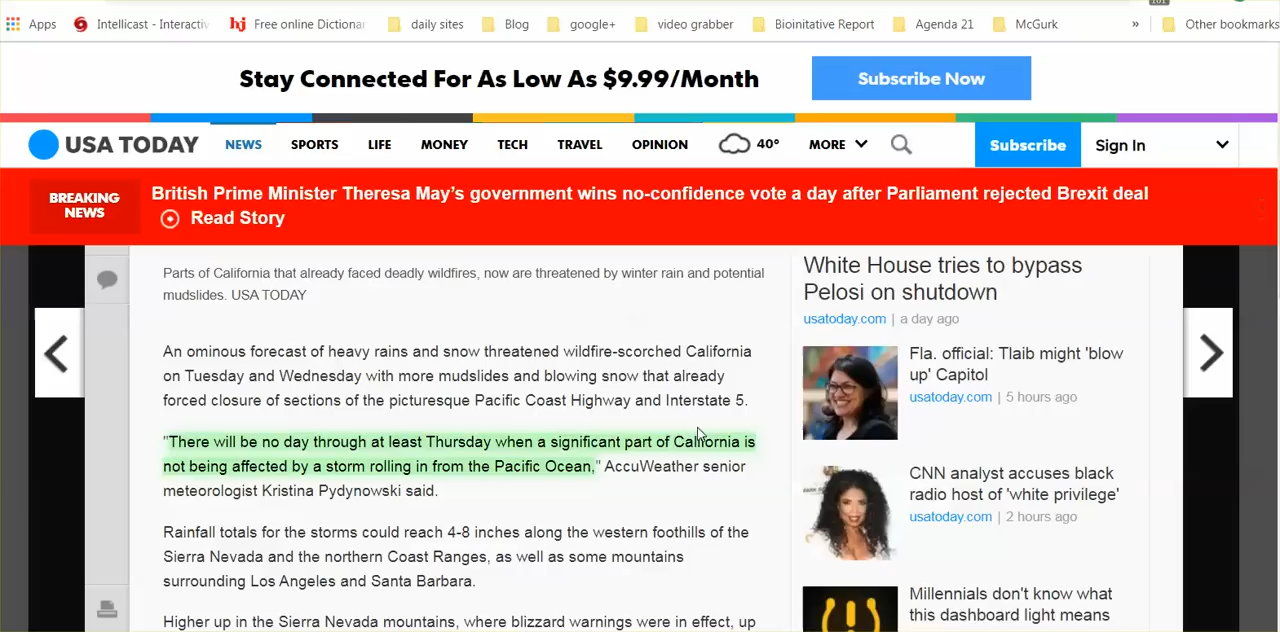 Apps Intellicast - Interactiv Free online Dictionar daily sites Blog google+ video grabber Bioinitative Report Agenda 21 McGurk » Other bookmarks
Stay Connected For As Low As $9.99/Month Subscribe Now
USA TODAY NEWS SPORTS LIFE MONEY TECH TRAVEL OPINION 40° MORE Subscribe Sign In
BREAKING NEWS
British Prime Minister Theresa May's government wins no-confidence vote a day after Parliament rejected Brexit deal
Read Story
Parts of California that already faced deadly wildfires, now are threatened by winter rain and potential
mudslides. USA TODAY
An ominous forecast of heavy rains and snow threatened wildfire-scorched California
on Tuesday and Wednesday with more mudslides and blowing snow that already
forced closure of sections of the picturesque Pacific Coast Highway and Interstate 5.
"There will be no day through at least Thursday when a significant part of California is
not being affected by a storm rolling in from the Pacific Ocean," AccuWeather senior
meteorologist Kristina Pydynowski said.
Rainfall totals for the storms could reach 4-8 inches along the western foothills of the
Sierra Nevada and the northern Coast Ranges, as well as some mountains
surrounding Los Angeles and Santa Barbara.
Higher up in the Sierra Nevada mountains, where blizzard warnings were in effect, up
White House tries to bypass
Pelosi on shutdown
usatoday.com | a day ago
Fla. official: Tlaib might 'blow
up' Capitol
usatoday.com | 5 hours ago
CNN analyst accuses black
radio host of 'white privilege'
usatoday.com | 2 hours ago
Millennials don't know what
this dashboard light means